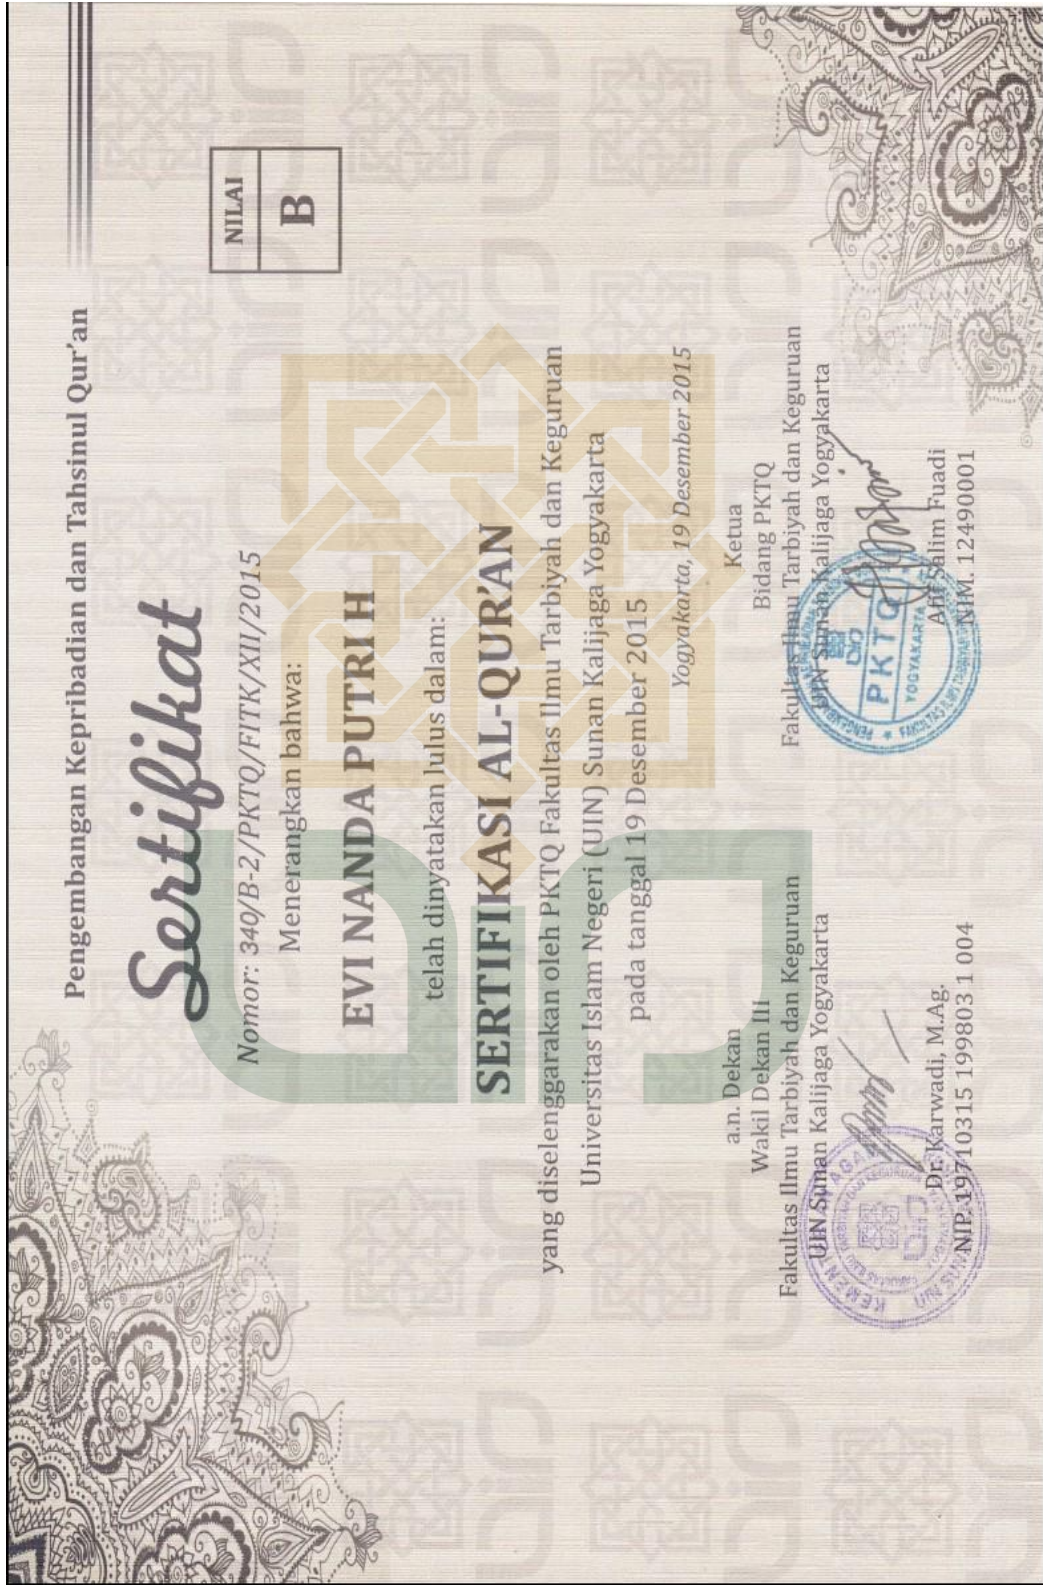 Pengembangan Kepribadian dan Tahsinul Qur'an
Sertifikat
NILAI
B
Nomor: 340/B-2/PKTQ/FITK/XII/2015
Menerangkan bahwa:
EVI NANDA PUTRI H
telah dinyatakan lulus dalam:
SERTIFIKASI AL-QUR'AN
yang diselenggarakan oleh PKTQ Fakultas Ilmu Tarbiyah dan Keguruan
Universitas Islam Negeri (UIN) Sunan Kalijaga Yogyakarta
pada tanggal 19 Desember 2015
Yogyakarta, 19 Desember 2015
a.n. Dekan
Wakil Dekan III
Fakultas Ilmu Tarbiyah dan Keguruan
UIN Sunan Kalijaga Yogyakarta
Dr. Karwadi, M.Ag.
NIP. 19710315 199803 1 004
Ketua
Bidang PKTQ
Fakultas Ilmu Tarbiyah dan Keguruan
UIN Sunan Kalijaga Yogyakarta
PKTQ
YOGYAKARTA
Salim Fuadi
NIM. 12490001